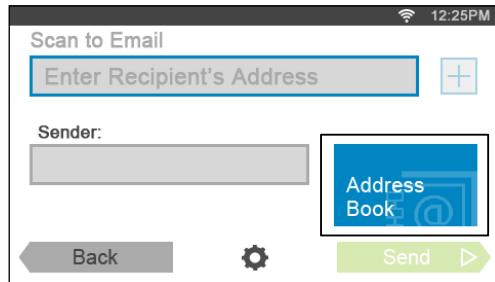 12:25PM
Scan to Email
Enter Recipient's Address
Sender:
Address
Book
@
Back
Send